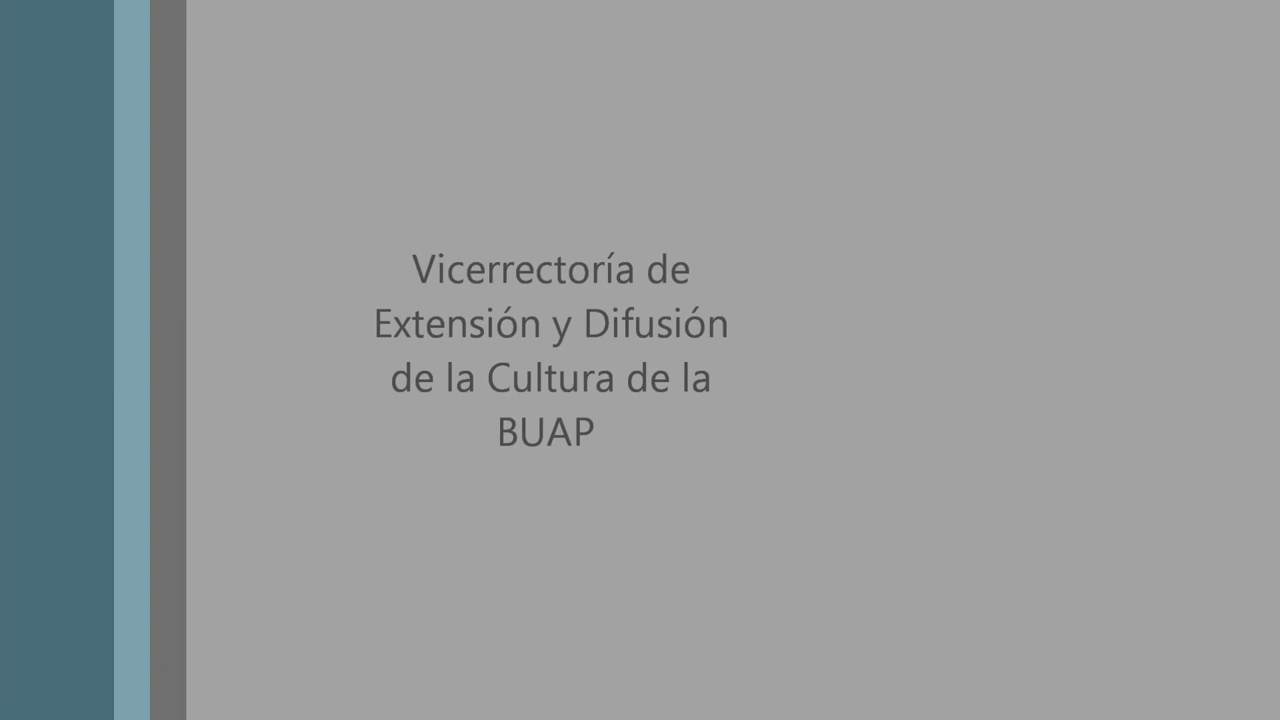 Vicerrectoría de
Extensión y Difusión
de la Cultura de la
BUAP